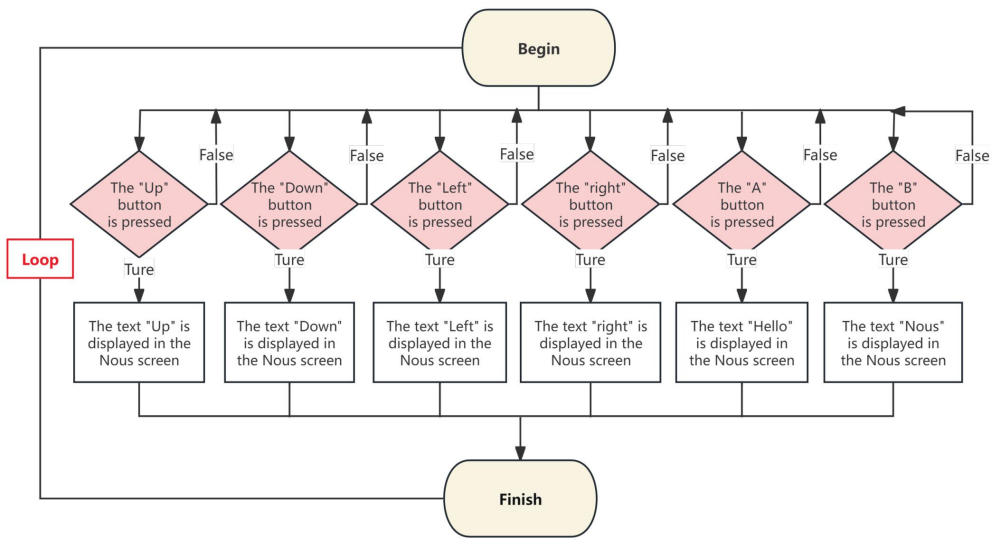 Begin
False
False
False
False
False
False
The "Up"
button
is pressed
The "Down"
button
is pressed
The "Left"
button
is pressed
The "right"
button
is pressed
The "A"
button
is pressed
The "B"
button
is pressed
Loop
Ture
Ture
Ture
Ture
Ture
Ture
The text "Up" is
displayed in the
Nous screen
The text "Down"
is displayed in
the Nous screen
The text "Left" is
displayed in the
Nous screen
The text "right" is
displayed in the
Nous screen
The text "Hello"
is displayed in
the Nous screen
The text "Nous"
is displayed in
the Nous screen
Finish